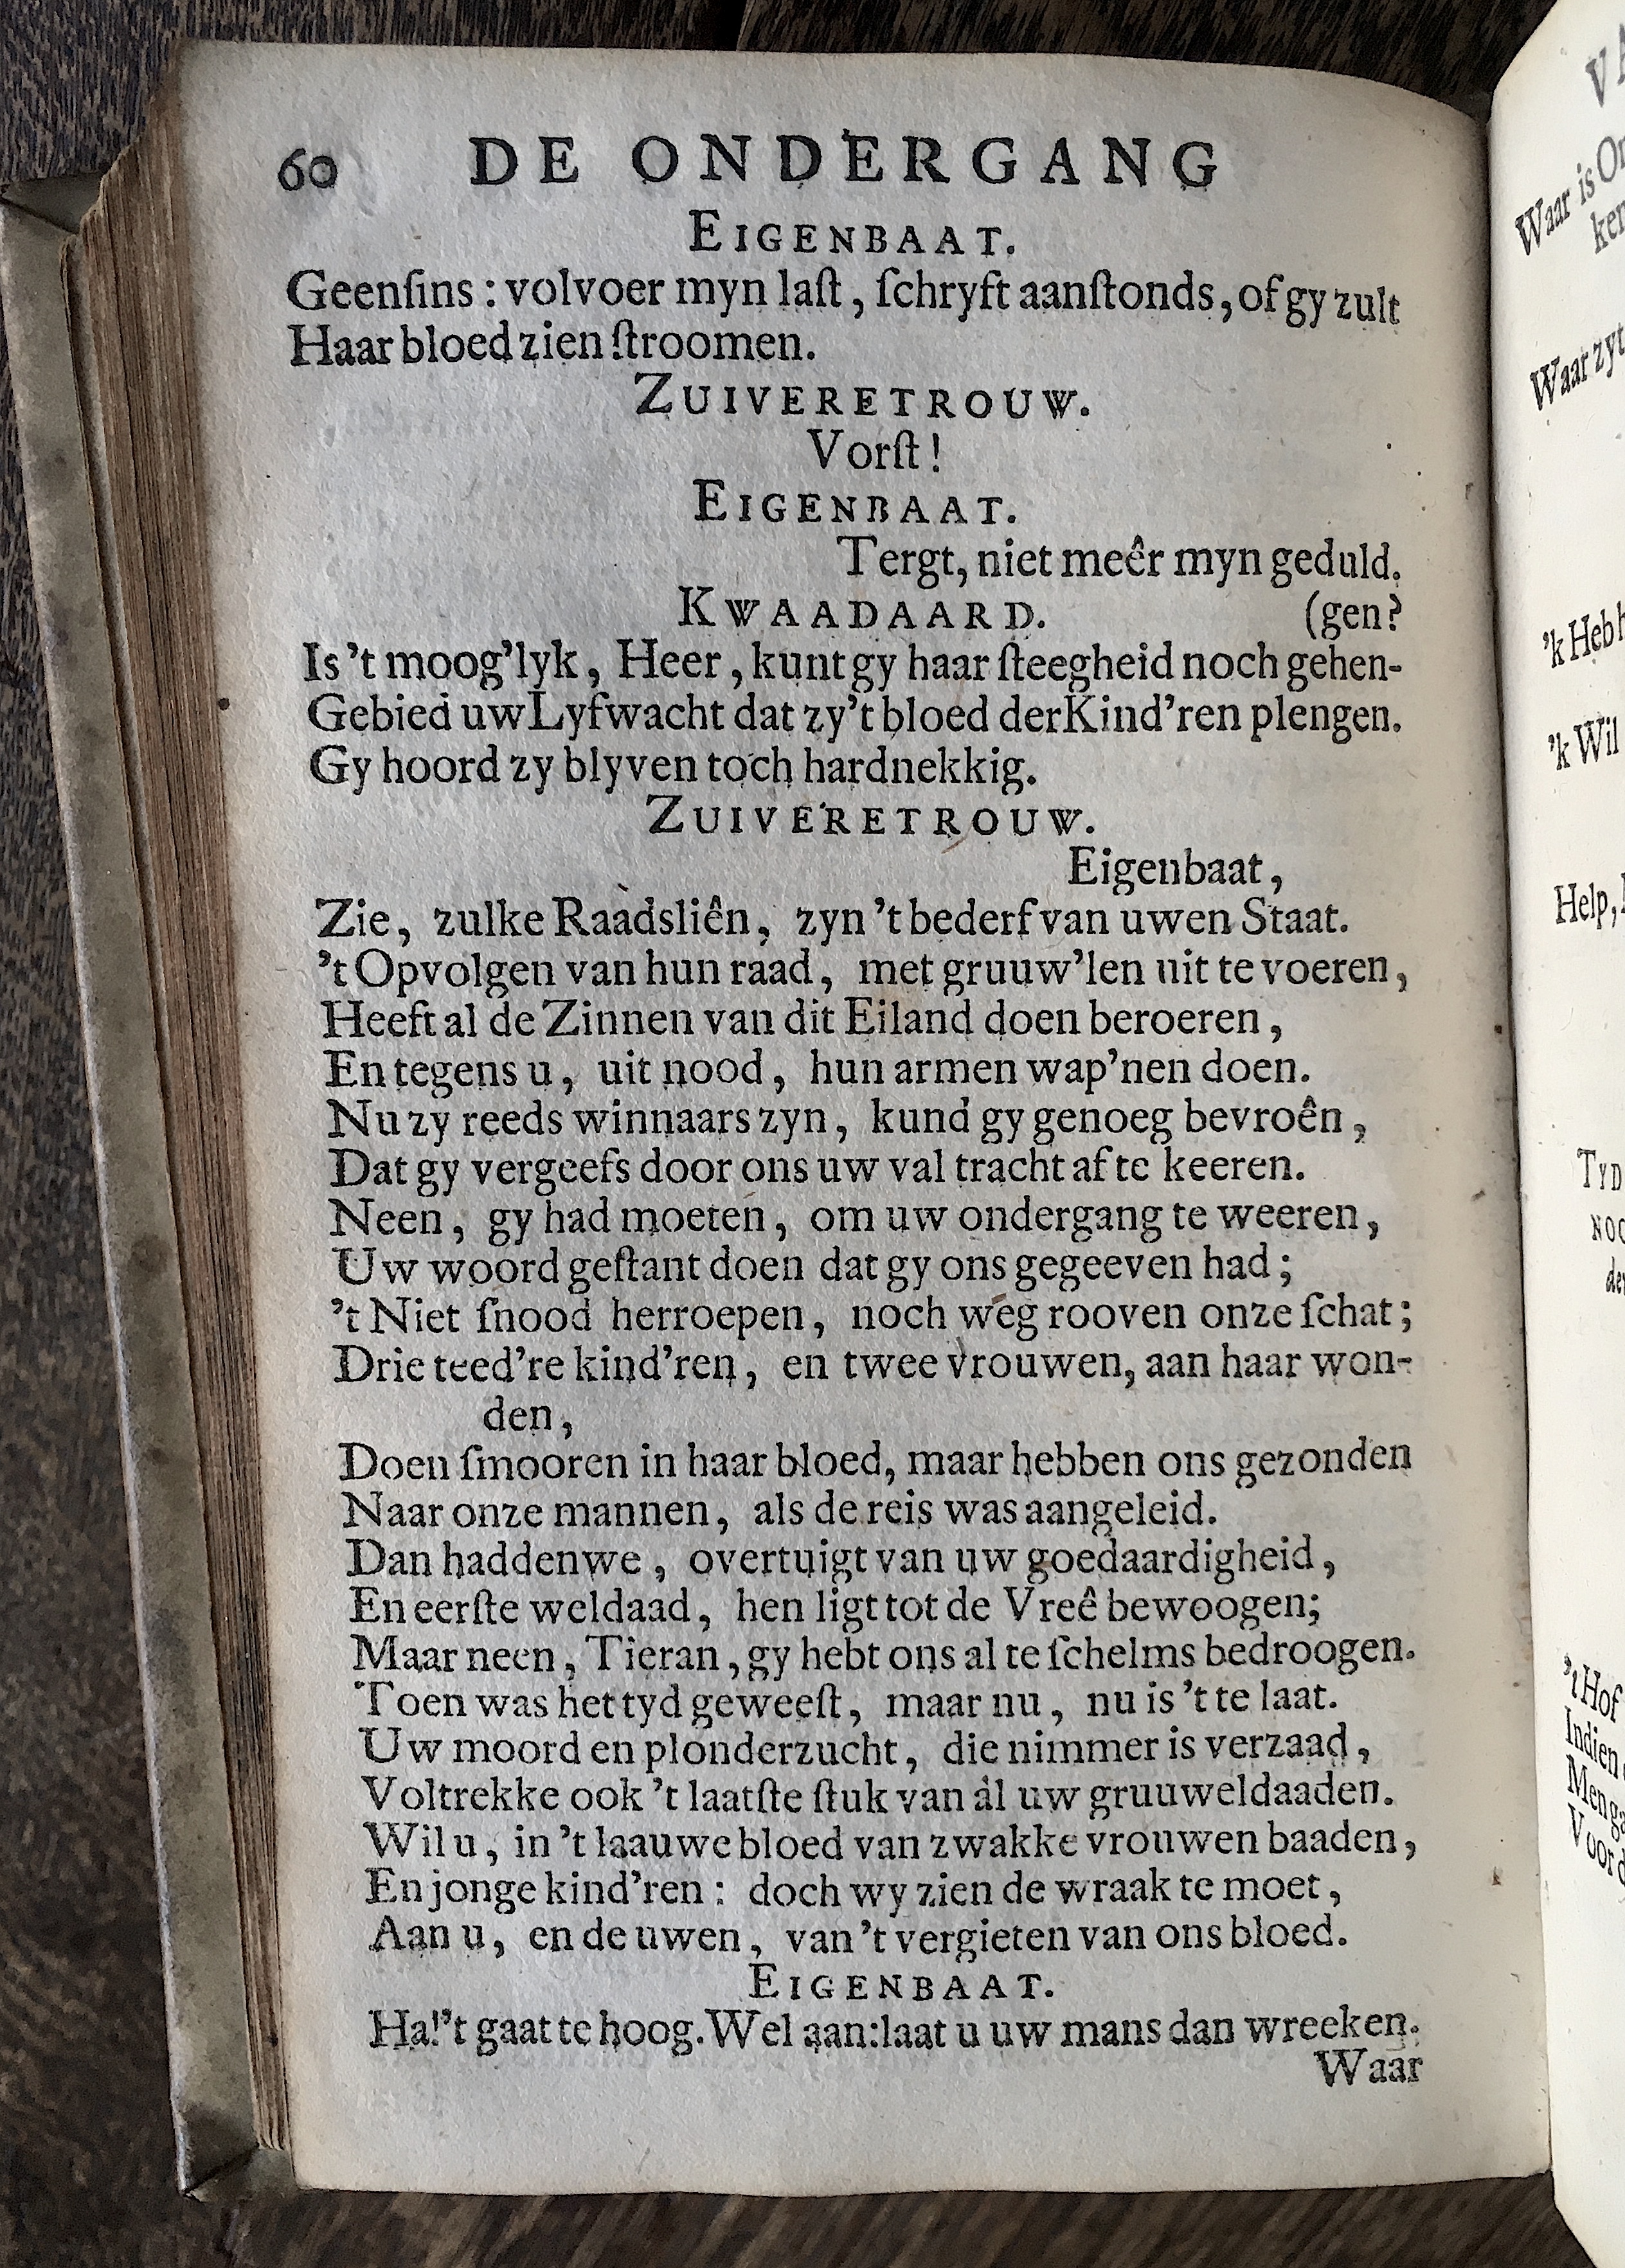 60 DE ONDERGANG
EIGENBAAT.
Geenſins: volvoer myn laſt, ſchryft aanſtonds, of gy zult
Haar bloed zien ſtroomen.
ZUIVERETROUW.
Vorſt!
EIGENBAAT.
Tergt, niet meêr myn geduld.
KWAADAARD. (gen?
Is 't moog'lyk, Heer, kunt gy haar ſteegheid noch gehen-
Gebied uw Lyfwacht dat zy 't bloed der Kind'ren plengen.
Gy hoord zy blyven toch hardnekkig.
ZUIVERETROUW.
Eigenbaat,
Zie, zulke Raadsliên, zyn 't bederf van uwen Staat.
't Opvolgen van hun raad, met gruuw'len uit te voeren,
Heeft al de Zinnen van dit Eiland doen beroeren,
En tegens u, uit nood, hun armen wap'nen doen.
Nu zy reeds winnaars zyn, kund gy genoeg bevroên,
Dat gy vergeefs door ons uw val tracht af te keeren.
Neen, gy had moeten, om uw ondergang te weeren,
Uw woord geſtant doen dat gy ons gegeeven had;
't Niet ſnood herroepen, noch weg rooven onze ſchat;
Drie teed're kind'ren, en twee vrouwen, aan haar won-
den,
Doen ſmooren in haar bloed, maar hebben ons gezonden
Naar onze mannen, als de reis was aangeleid.
Dan hadden we, overtuigt van uw goedaardigheid,
En eerſte weldaad, hen ligt tot de Vreê bewoogen;
Maar neen, Tieran, gy hebt ons al te ſchelms bedroogen.
Toen was het tyd geweeſt, maar nu, nu is 't te laat.
Uw moord en plonderzucht, die nimmer is verzaad,
Voltrekke ook 't laatſte ſtuk van al uw gruuweldaaden.
Wil u, in 't laauwe bloed van zwakke vrouwen baaden,
En jonge kind'ren: doch wy zien de wraak te moet,
Aan u, en de uwen, van 't vergieten van ons bloed.
EIGENBAAT.
Ha! 't gaat te hoog. Wel aan: laat u uw mans dan wreeken.
Waar
Waar is
Waar zyt
'k Heb
'k Wil
Help,
't Hof
Indien